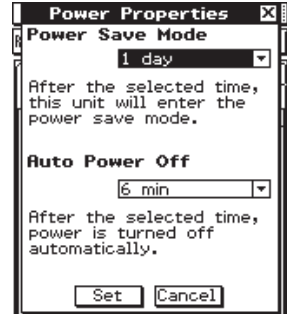 Power Properties X
Power Save Mode
1 day
After the selected time,
this unit will enter the
power save mode.
Auto Power Off
6 min
After the selected time,
power is turned off
automatically.
Set Cancel